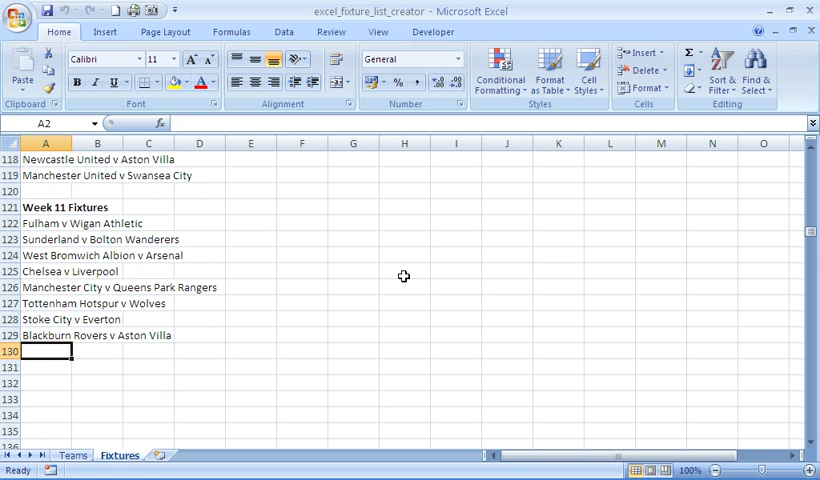 excel_fixture_list_creator - Microsoft Excel
Home Insert Page Layout Formulas Data Review View Developer
Paste Calibri 11 A A General Conditional Formatting Format as Table Cell Styles Insert Delete Format Sort & Filter Find & Select
B I U A % , Σ
Clipboard Font Alignment Number Styles Cells Editing
A2 fx
A B C D E F G H I J K L M N O
118 Newcastle United v Aston Villa
119 Manchester United v Swansea City
120
121 Week 11 Fixtures
122 Fulham v Wigan Athletic
123 Sunderland v Bolton Wanderers
124 West Bromwich Albion v Arsenal
125 Chelsea v Liverpool
126 Manchester City v Queens Park Rangers
127 Tottenham Hotspur v Wolves
128 Stoke City v Everton
129 Blackburn Rovers v Aston Villa
130
131
132
133
134
135
136
Teams Fixtures
Ready 100%